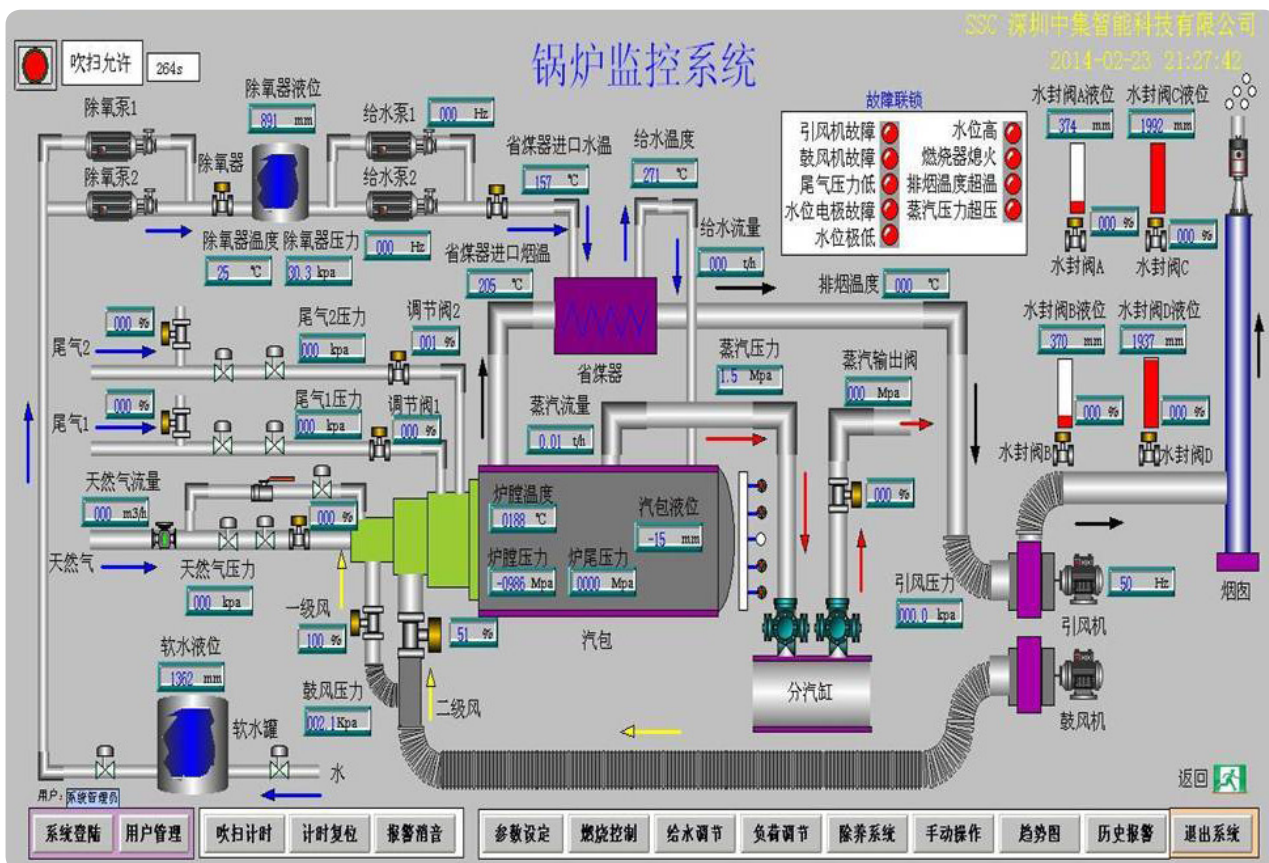 SSC 深圳中集智能科技有限公司
2014-02-23 21:27:42
锅炉监控系统
吹扫允许
264s
除氧泵1
除氧器液位
891 mm
给水泵1
000 Hz
除氧器
除氧泵2
给水泵2
000 Hz
除氧器温度
25 ℃
除氧器压力
30.3 kpa
省煤器进口水温
157 ℃
给水温度
271 ℃
给水流量
000 t/h
省煤器进口烟温
205 ℃
省煤器
排烟温度
000 ℃
故障联锁
引风机故障
水位高
鼓风机故障
燃烧器熄火
尾气压力低
排烟温度超温
水位电极故障
蒸汽压力超压
水位极低
水封阀A液位
374 mm
水封阀C液位
1992 mm
000 %
000 %
水封阀A
水封阀C
水封阀B液位
370 mm
水封阀D液位
1937 mm
000 %
000 %
水封阀B
水封阀D
000 %
尾气2
尾气2压力
000 kpa
调节阀2
001 %
000 %
尾气1
尾气1压力
000 kpa
调节阀1
000 %
天然气流量
000 m3/h
000 %
天然气
天然气压力
000 kpa
蒸汽流量
0.01 t/h
蒸汽压力
1.5 Mpa
蒸汽输出阀
000 Mpa
000 %
炉膛温度
0188 ℃
汽包液位
-15 mm
炉膛压力
-0986 Mpa
炉尾压力
0000 Mpa
汽包
一级风
100 %
51 %
二级风
鼓风压力
002.1 Kpa
分汽缸
引风压力
000.0 kpa
50 Hz
引风机
鼓风机
烟囱
软水液位
1362 mm
软水罐
水
返回
用户: 系统管理员
系统登陆
用户管理
吹扫计时
计时复位
报警消音
参数设定
燃烧控制
给水调节
负荷调节
除养系统
手动操作
趋势图
历史报警
退出系统